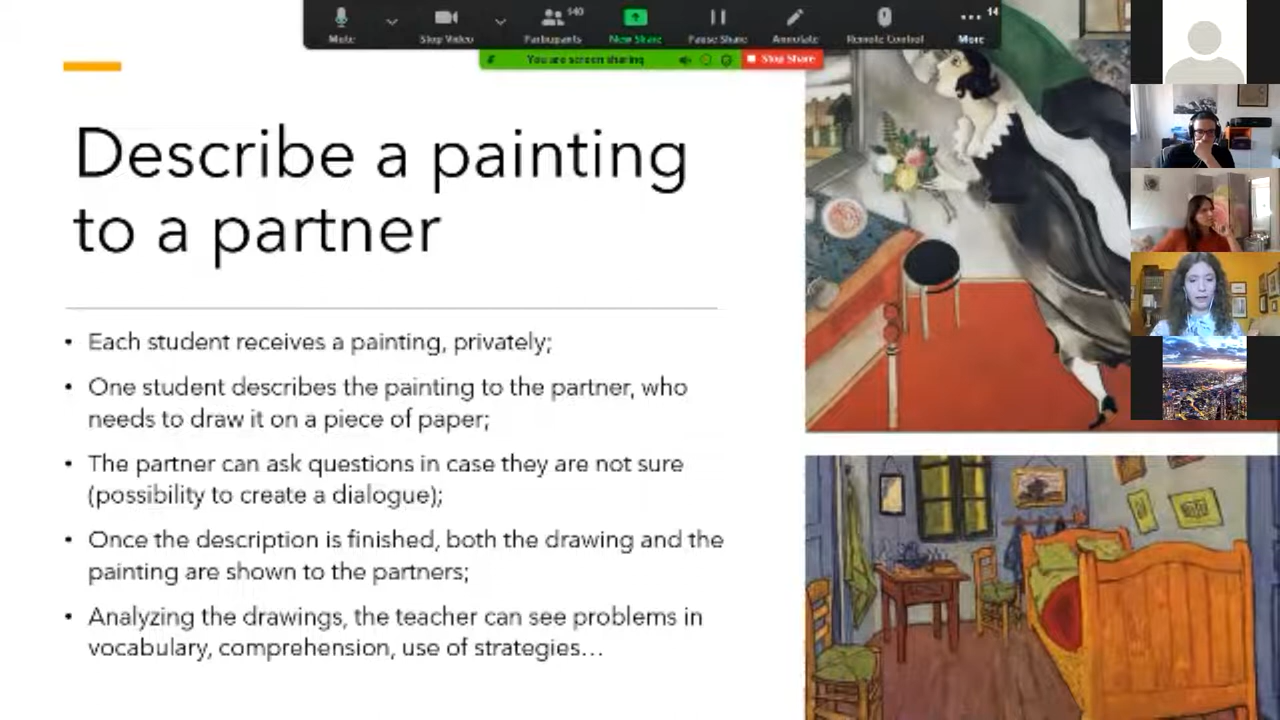 Mute
Stop Video
Participants
140
New Share
Pause Share
Annotate
Remote Control
More
14
You are screen sharing
Stop Share
Describe a painting
to a partner
• Each student receives a painting, privately;
• One student describes the painting to the partner, who
needs to draw it on a piece of paper;
• The partner can ask questions in case they are not sure
(possibility to create a dialogue);
• Once the description is finished, both the drawing and the
painting are shown to the partners;
• Analyzing the drawings, the teacher can see problems in
vocabulary, comprehension, use of strategies...